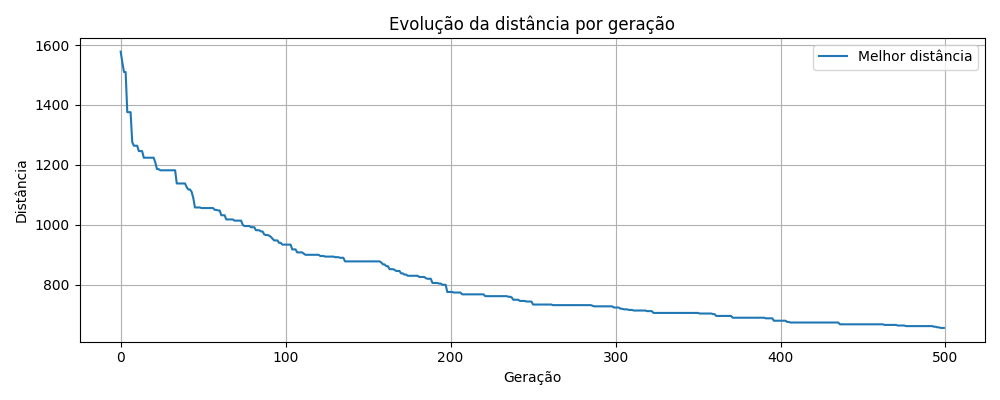 Evolução da distância por geração
Melhor distância
1600
1400
1200
1000
800
Distância
0
100
200
300
400
500
Geração